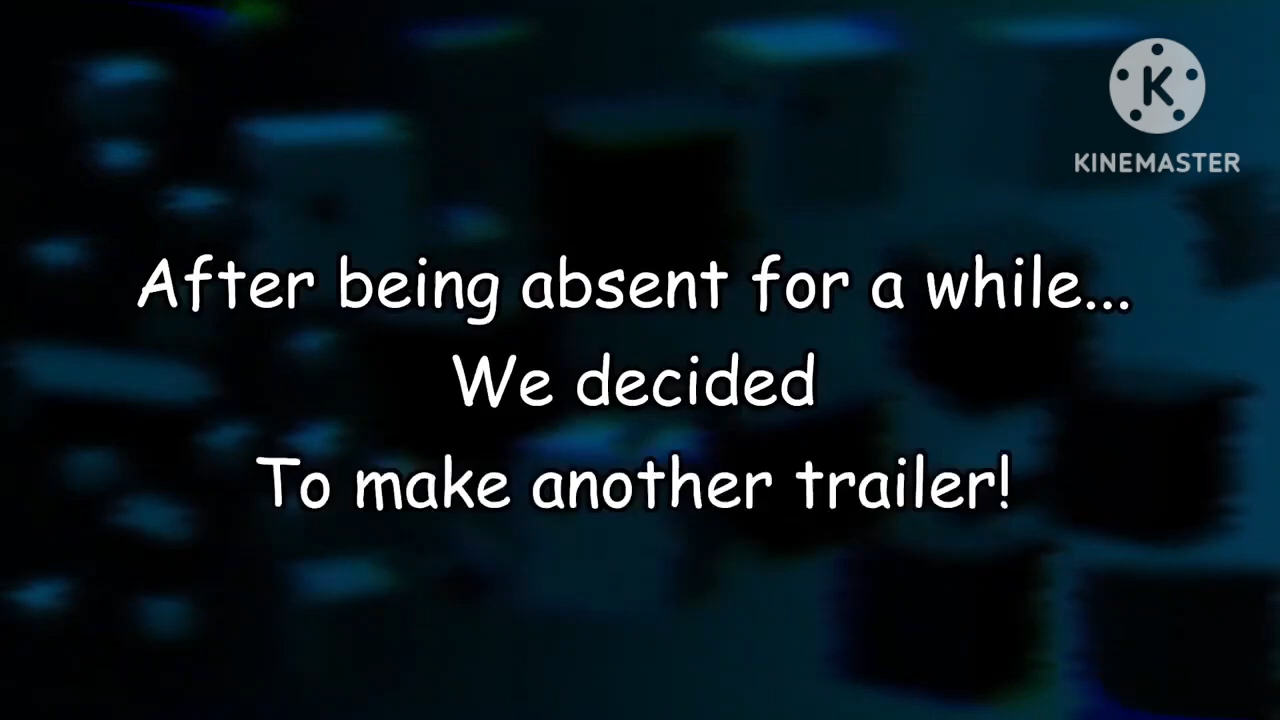 K
KINEMASTER
After being absent for a while...
We decided
To make another trailer!